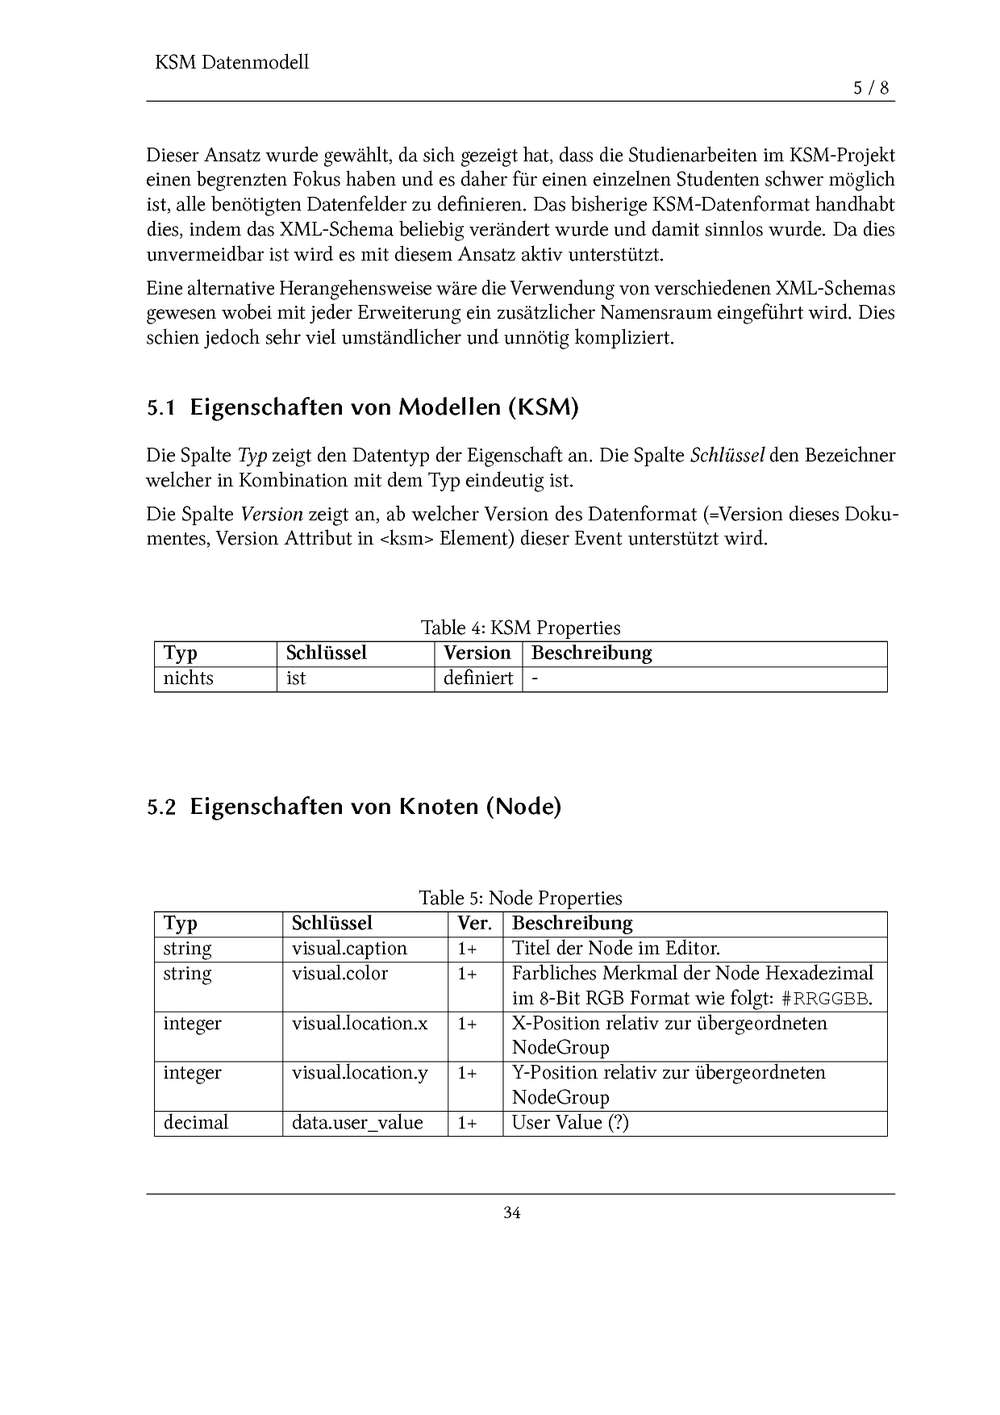 KSM Datenmodell
5 / 8
Dieser Ansatz wurde gewählt, da sich gezeigt hat, dass die Studienarbeiten im KSM-Projekt
einen begrenzten Fokus haben und es daher für einen einzelnen Studenten schwer möglich
ist, alle benötigten Datenfelder zu definieren. Das bisherige KSM-Datenformat handhabt
dies, indem das XML-Schema beliebig verändert wurde und damit sinnlos wurde. Da dies
unvermeidbar ist wird es mit diesem Ansatz aktiv unterstützt.
Eine alternative Herangehensweise wäre die Verwendung von verschiedenen XML-Schemas
gewesen wobei mit jeder Erweiterung ein zusätzlicher Namensraum eingeführt wird. Dies
schien jedoch sehr viel umständlicher und unnötig kompliziert.
5.1 Eigenschaften von Modellen (KSM)
Die Spalte Typ zeigt den Datentyp der Eigenschaft an. Die Spalte Schlüssel den Bezeichner
welcher in Kombination mit dem Typ eindeutig ist.
Die Spalte Version zeigt an, ab welcher Version des Datenformat (=Version dieses Doku-
mentes, Version Attribut in <ksm> Element) dieser Event unterstützt wird.
Table 4: KSM Properties
Typ Schlüssel Version Beschreibung
nichts ist definiert -
5.2 Eigenschaften von Knoten (Node)
Table 5: Node Properties
Typ Schlüssel Ver. Beschreibung
string visual.caption 1+ Titel der Node im Editor.
string visual.color 1+ Farbliches Merkmal der Node Hexadezimal
im 8-Bit RGB Format wie folgt: #RRGGBB.
integer visual.location.x 1+ X-Position relativ zur übergeordneten
NodeGroup
integer visual.location.y 1+ Y-Position relativ zur übergeordneten
NodeGroup
decimal data.user_value 1+ User Value (?)
34